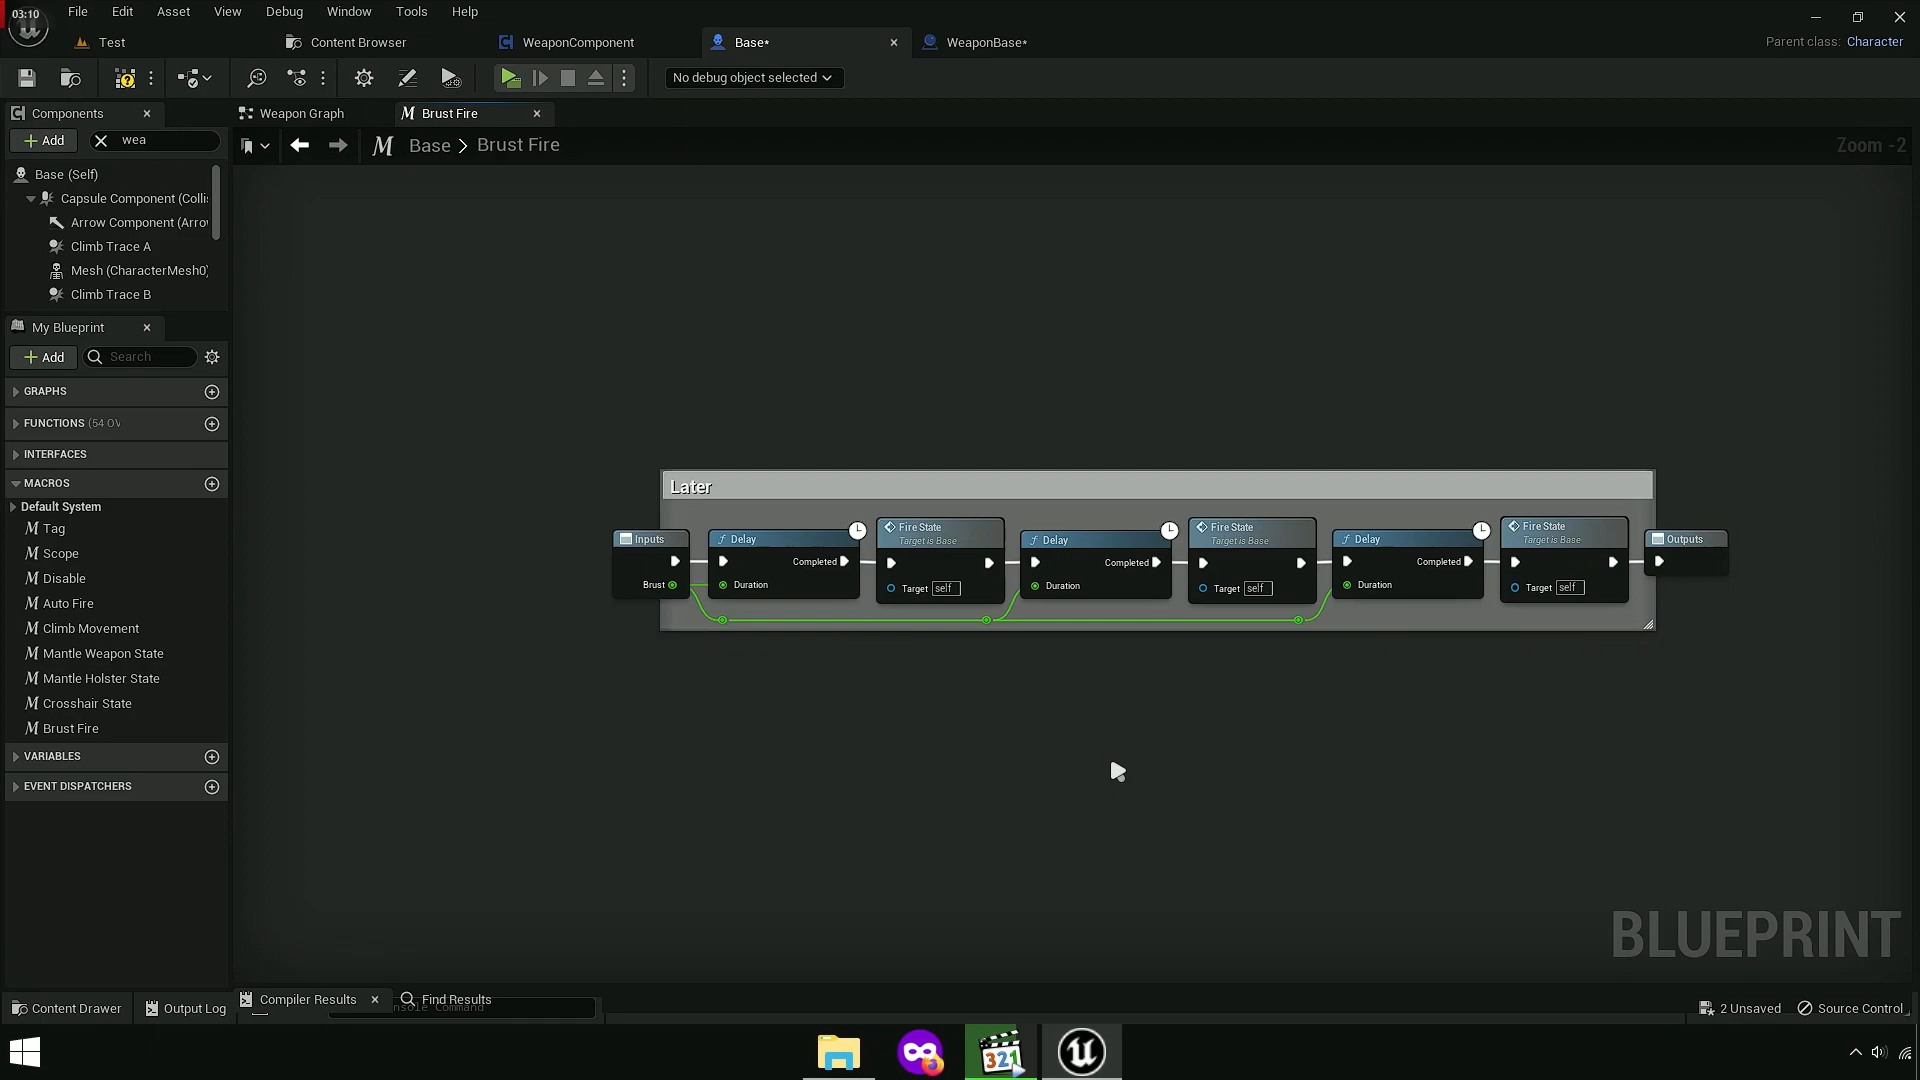 03:10
File Edit Asset View Debug Window Tools Help
Test
Content Browser
WeaponComponent
Base*
WeaponBase*
Parent class: Character
No debug object selected
Components
Weapon Graph
Brust Fire
Add
wea
Base > Brust Fire
Zoom -2
Base (Self)
Capsule Component (Collis
Arrow Component (Arrow
Climb Trace A
Mesh (CharacterMesh0)
Climb Trace B
My Blueprint
Add
Search
GRAPHS
FUNCTIONS (54 OV
INTERFACES
MACROS
Default System
Tag
Scope
Disable
Auto Fire
Climb Movement
Mantle Weapon State
Mantle Holster State
Crosshair State
Brust Fire
VARIABLES
EVENT DISPATCHERS
Later
Inputs
Brust
Delay
Completed
Duration
Fire State
Target is Base
Target self
Delay
Completed
Duration
Fire State
Target is Base
Target self
Delay
Completed
Duration
Fire State
Target is Base
Target self
Outputs
BLUEPRINT
Content Drawer
Output Log
Compiler Results
Find Results
nsole Command
2 Unsaved
Source Control
321